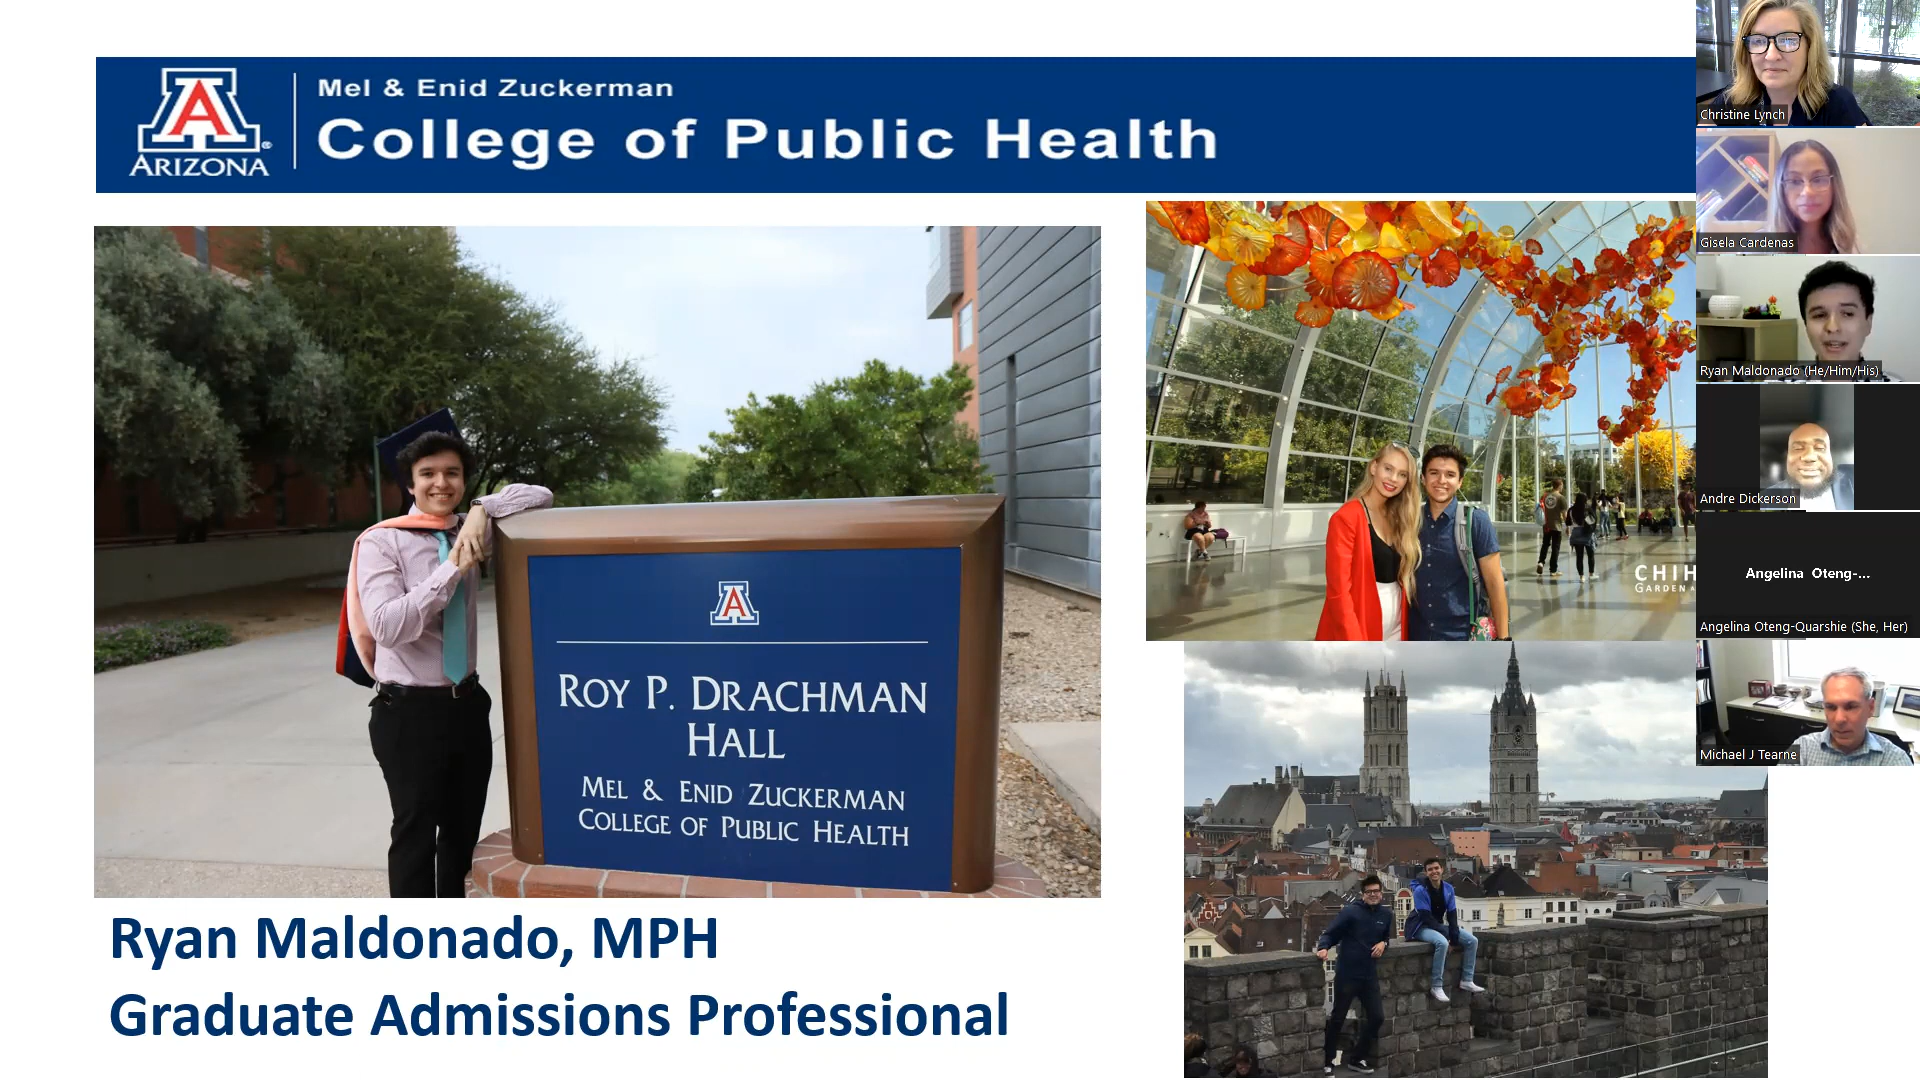 ARIZONA
Mel & Enid Zuckerman
College of Public Health
ROY P. DRACHMAN
HALL
MEL & ENID ZUCKERMAN
COLLEGE OF PUBLIC HEALTH
Ryan Maldonado, MPH
Graduate Admissions Professional
CHIH
GARDEN A
Christine Lynch
Gisela Cardenas
Ryan Maldonado (He/Him/His)
Andre Dickerson
Angelina Oteng-...
Angelina Oteng-Quarshie (She, Her)
Michael J Tearne